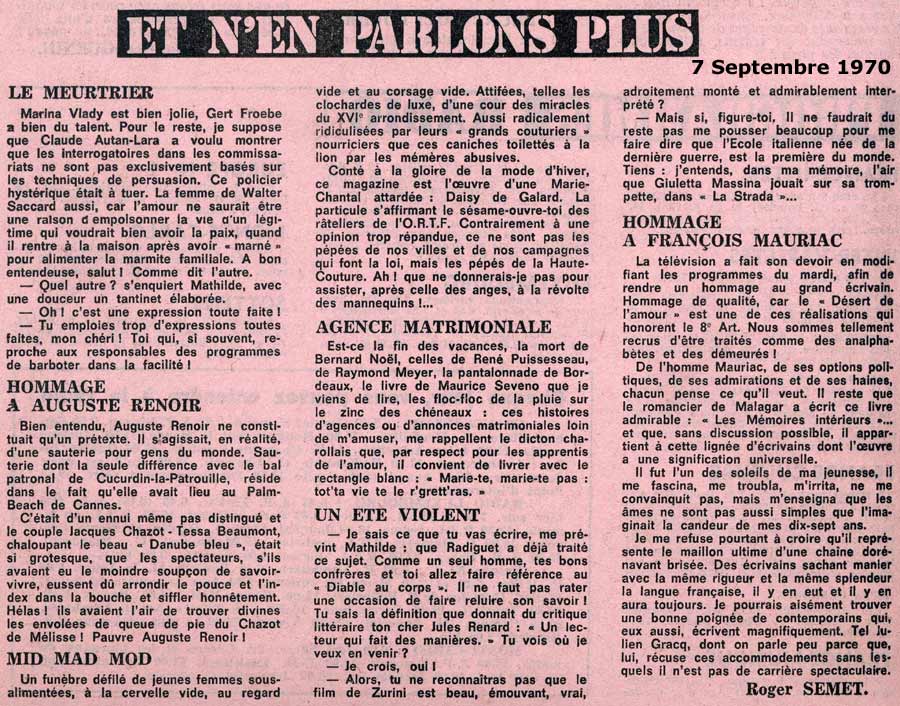 ET N'EN PARLONS PLUS
7 Septembre 1970
LE MEURTRIER
Marina Vlady est bien jolie, Gert Froebe
a bien du talent. Pour le reste, je suppose
que Claude Autan-Lara a voulu montrer
que les interrogatoires dans les commissa-
riats ne sont pas exclusivement basés sur
les techniques de persuasion. Ce policier
hystérique était à tuer. La femme de Walter
Saccard aussi, car l'amour ne saurait être
une raison d'empoisonner la vie d'un légi-
time qui voudrait bien avoir la paix, quand
il rentre à la maison après avoir « marné »
pour alimenter la marmite familiale. A bon
entendeuse, salut ! Comme dit l'autre.
— Quel autre ? s'enquiert Mathilde, avec
une douceur un tantinet élaborée.
— Oh ! c'est une expression toute faite !
— Tu emploies trop d'expressions toutes
faites, mon chéri ! Toi qui, si souvent, re-
proche aux responsables des programmes
de barboter dans la facilité !
HOMMAGE
A AUGUSTE RENOIR
Bien entendu, Auguste Renoir ne consti-
tuait qu'un prétexte. Il s'agissait, en réalité,
d'une sauterie pour gens du monde. Sau-
terie dont la seule différence avec le bal
patronal de Cucurdin-la-Patrouille, réside
dans le fait qu'elle avait lieu au Palm-
Beach de Cannes.
C'était d'un ennui même pas distingué et
le couple Jacques Chazot - Tessa Beaumont,
chaloupant le beau « Danube bleu », était
si grotesque, que les spectateurs, s'ils
avaient eu le moindre soupçon de savoir-
vivre, eussent dû arrondir le pouce et l'in-
dex dans la bouche et siffler honnêtement.
Hélas ! ils avaient l'air de trouver divines
les envolées de queue de pie du Chazot
de Mélisse ! Pauvre Auguste Renoir !
MID MAD MOD
Un funèbre défilé de jeunes femmes sous-
alimentées, à la cervelle vide, au regard
vide et au corsage vide. Attifées, telles les
clochardes de luxe, d'une cour des miracles
du XVIe arrondissement. Aussi radicalement
ridiculisées par leurs « grands couturiers »
nourriciers que ces caniches toilettés à la
lion par les mémères abusives.
Conté à la gloire de la mode d'hiver,
ce magazine est l'œuvre d'une Marie-
Chantal attardée : Daisy de Galard. La
particule s'affirmant le sésame-ouvre-toi des
râteliers de l'O.R.T.F. Contrairement à une
opinion trop répandue, ce ne sont pas les
pépées de nos villes et de nos campagnes
qui font la loi, mais les pépés de la Haute-
Couture. Ah ! que ne donnerais-je pas pour
assister, après celle des anges, à la révolte
des mannequins !...
AGENCE MATRIMONIALE
Est-ce la fin des vacances, la mort de
Bernard Noël, celles de René Puissesseau,
de Raymond Meyer, la pantalonnade de Bor-
deaux, le livre de Maurice Seveno que je
viens de lire, les floc-floc de la pluie sur
le zinc des chéneaux : ces histoires
d'agences ou d'annonces matrimoniales loin
de m'amuser, me rappellent le dicton cha-
rollais que, par respect pour les apprentis
de l'amour, il convient de livrer avec le
rectangle blanc : « Marie-te, marie-te pas :
tot'ta vie te le r'grett'ras. »
UN ETE VIOLENT
— Je sais ce que tu vas écrire, me pré-
vint Mathilde : que Radiguet a déjà traité
ce sujet. Comme un seul homme, tes bons
confrères et toi allez faire référence au
« Diable au corps ». Il ne faut pas rater
une occasion de faire reluire son savoir !
Tu sais la définition que donnait du critique
littéraire ton cher Jules Renard : « Un lec-
teur qui fait des manières. » Tu vois où je
veux en venir ?
— Je crois, oui !
— Alors, tu ne reconnaîtras pas que le
film de Zurini est beau, émouvant, vrai,
adroitement monté et admirablement inter-
prété ?
— Mais si, figure-toi, Il ne faudrait du
reste pas me pousser beaucoup pour me
faire dire que l'Ecole italienne née de la
dernière guerre, est la première du monde.
Tiens : j'entends, dans ma mémoire, l'air
que Giuletta Massina jouait sur sa trom-
pette, dans « La Strada »...
HOMMAGE
A FRANÇOIS MAURIAC
La télévision a fait son devoir en modi-
fiant les programmes du mardi, afin de
rendre un hommage au grand écrivain.
Hommage de qualité, car le « Désert de
l'amour » est une de ces réalisations qui
honorent le 8e Art. Nous sommes tellement
recrus d'être traités comme des analpha-
bètes et des démeurés !
De l'homme Mauriac, de ses options poli-
tiques, de ses admirations et de ses haines,
chacun pense ce qu'il veut. Il reste que
le romancier de Malagar a écrit ce livre
admirable : « Les Mémoires intérieurs »...
et que, sans discussion possible, il appar-
tient à cette lignée d'écrivains dont l'œuvre
a une signification universelle.
Il fut l'un des soleils de ma jeunesse, il
me fascina, me troubla, m'irrita, ne me
convainquit pas, mais m'enseigna que les
âmes ne sont pas aussi simples que l'ima-
ginait la candeur de mes dix-sept ans.
Je me refuse pourtant à croire qu'il repré-
sente le maillon ultime d'une chaîne doré-
navant brisée. Des écrivains sachant manier
avec la même rigueur et la même splendeur
la langue française, il y en eut et il y en
aura toujours. Je pourrais aisément trouver
une bonne poignée de contemporains qui,
eux aussi, écrivent magnifiquement. Tel Ju-
lien Gracq, dont on parle peu parce que,
lui, récuse ces accommodements sans les-
quels il n'est pas de carrière spectaculaire.
Roger SEMET.